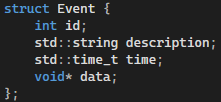 struct Event {
    int id;
    std::string description;
    std::time_t time;
    void* data;
};